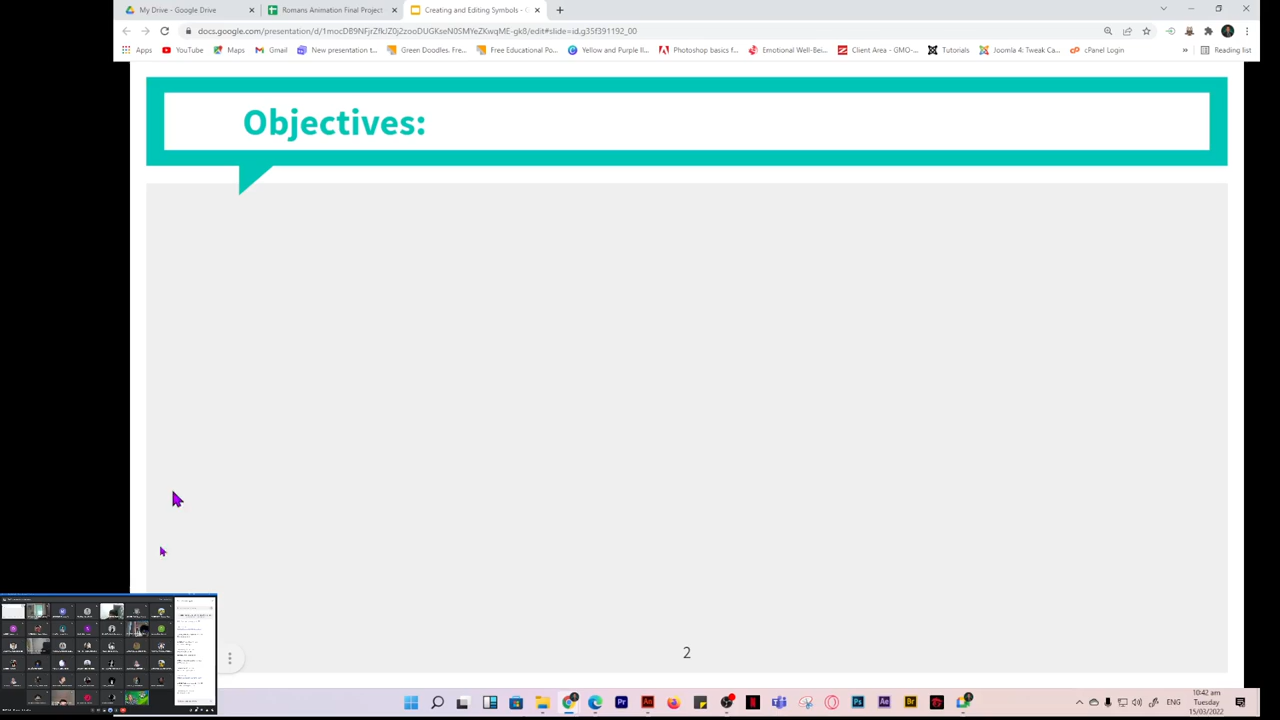 My Drive - Google Drive
Romans Animation Final Project
Creating and Editing Symbols - G
docs.google.com/presentation/d/1mocDB9NFjrZfklZ0j2zooDUGKseN0SMYeZKwqME-gk8/edit#slide=id.g35f391192_00
Apps
YouTube
Maps
Gmail
New presentation t...
Green Doodles. Fre...
Free Educational Po...
Yellow and Purple Il...
Photoshop basics f...
Emotional Well-Be...
Client Area - GMO-...
Tutorials
Joomla 4: Tweak Ca...
cPanel Login
»
Reading list
Objectives:
2
ENG
10:42 am
Tuesday
15/03/2022